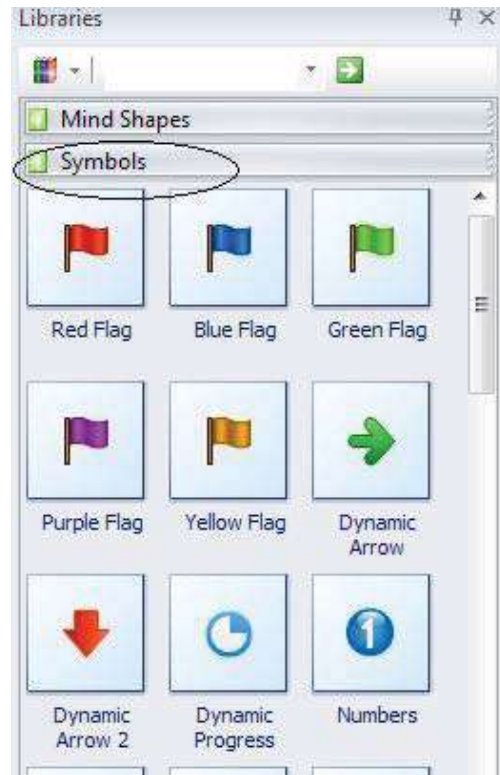 Libraries
Mind Shapes
Symbols
Red Flag Blue Flag Green Flag
Purple Flag Yellow Flag Dynamic Arrow
1
Dynamic Arrow 2 Dynamic Progress Numbers